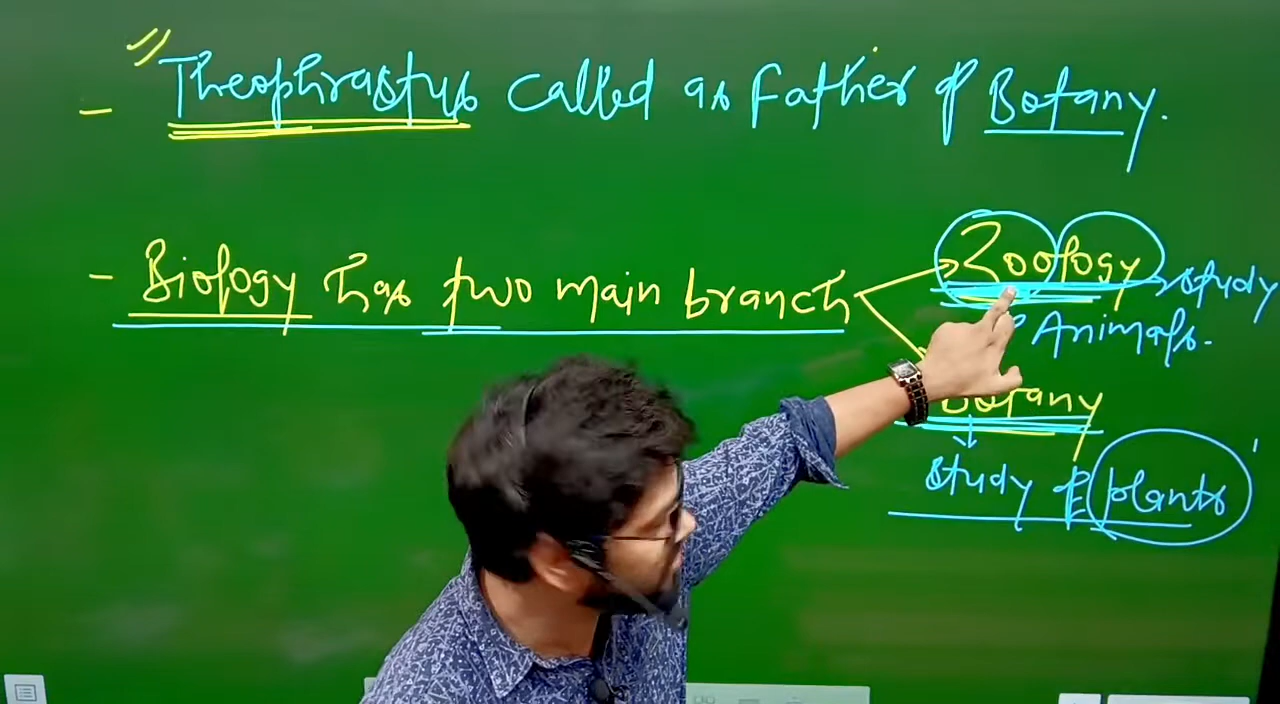 Theophrastus called as Father of Botany.
- Biology has two main branch
Zoology
study
Animals.
Botany
study of plants